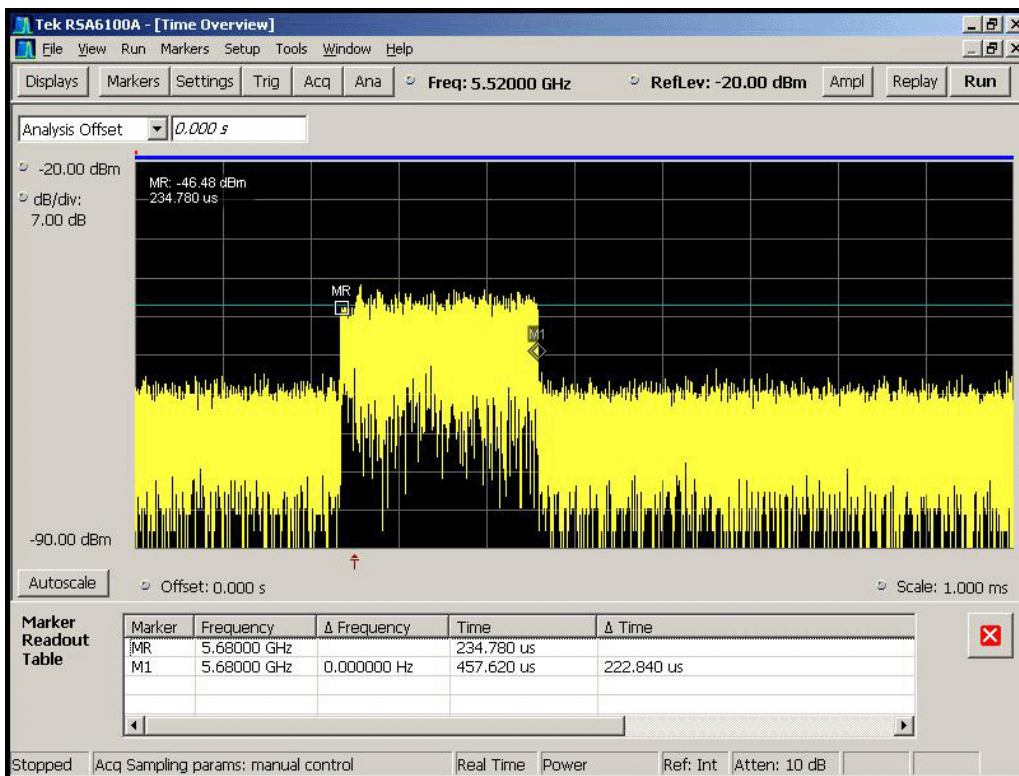 Tek RSA6100A - [Time Overview]
File View Run Markers Setup Tools Window Help
Displays Markers Settings Trig Acq Ana Freq: 5.52000 GHz RefLev: -20.00 dBm Ampl Replay Run
Analysis Offset 0.000 s
-20.00 dBm
dB/div:
7.00 dB
MR: -46.48 dBm
234.780 us
MR
M1
-90.00 dBm
Autoscale Offset: 0.000 s Scale: 1.000 ms
Marker Readout Table
Marker Frequency Δ Frequency Time Δ Time
MR 5.68000 GHz 234.780 us
M1 5.68000 GHz 0.000000 Hz 457.620 us 222.840 us
Stopped Acq Sampling params: manual control Real Time Power Ref: Int Atten: 10 dB